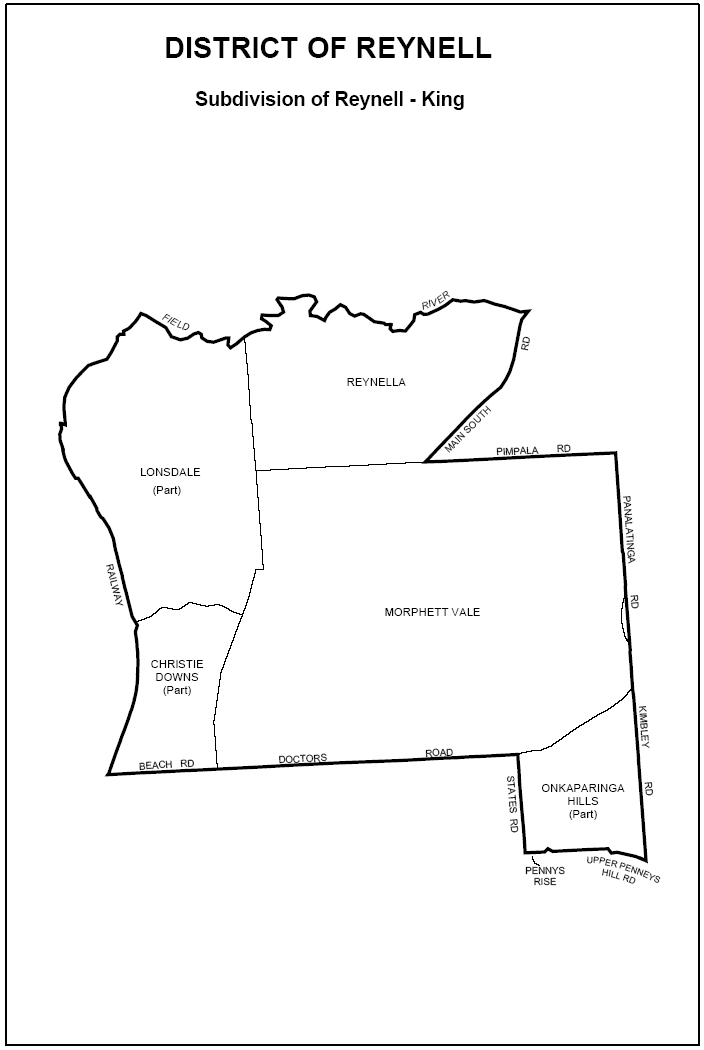 DISTRICT OF REYNELL
Subdivision of Reynell - King
FIELD
RIVER
RD
MAIN SOUTH
REYNELLA
PIMPALA RD
LONSDALE
(Part)
PANALATINGA
RD
RAILWAY
MORPHETT VALE
CHRISTIE
DOWNS
(Part)
KIMBLEY
RD
BEACH RD
DOCTORS
ROAD
STATES RD
ONKAPARINGA
HILLS
(Part)
PENNYS
RISE
UPPER PENNEYS
HILL RD